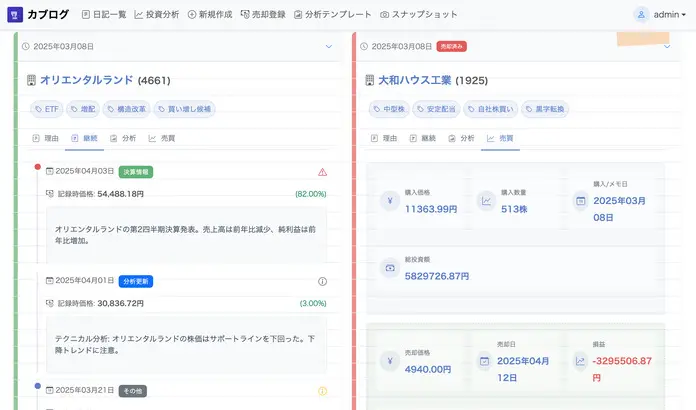 カブログ
日記一覧
投資分析
新規作成
売却登録
分析テンプレート
スナップショット
admin
2025年03月08日
オリエンタルランド (4661)
ETF
増配
構造改革
買い増し候補
理由
継続
分析
売買
2025年04月03日 決算情報
記録時価格: 54,488.18円 (82.00%)
オリエンタルランドの第2四半期決算発表。売上高は前年比減少、純利益は前
年比増加。
2025年04月01日 分析更新
記録時価格: 30,836.72円 (3.00%)
テクニカル分析: オリエンタルランドの株価はサポートラインを下回った。下
降トレンドに注意。
2025年03月21日 その他
2025年03月08日 売却済み
大和ハウス工業 (1925)
中型株
安定配当
自社株買い
黒字転換
理由
継続
分析
売買
購入価格
11363.99円
購入数量
513株
購入/メモ日
2025年03月
08日
総投資額
5829726.87円
売却価格
4940.00円
売却日
2025年04月
12日
損益
-3295506.87
円